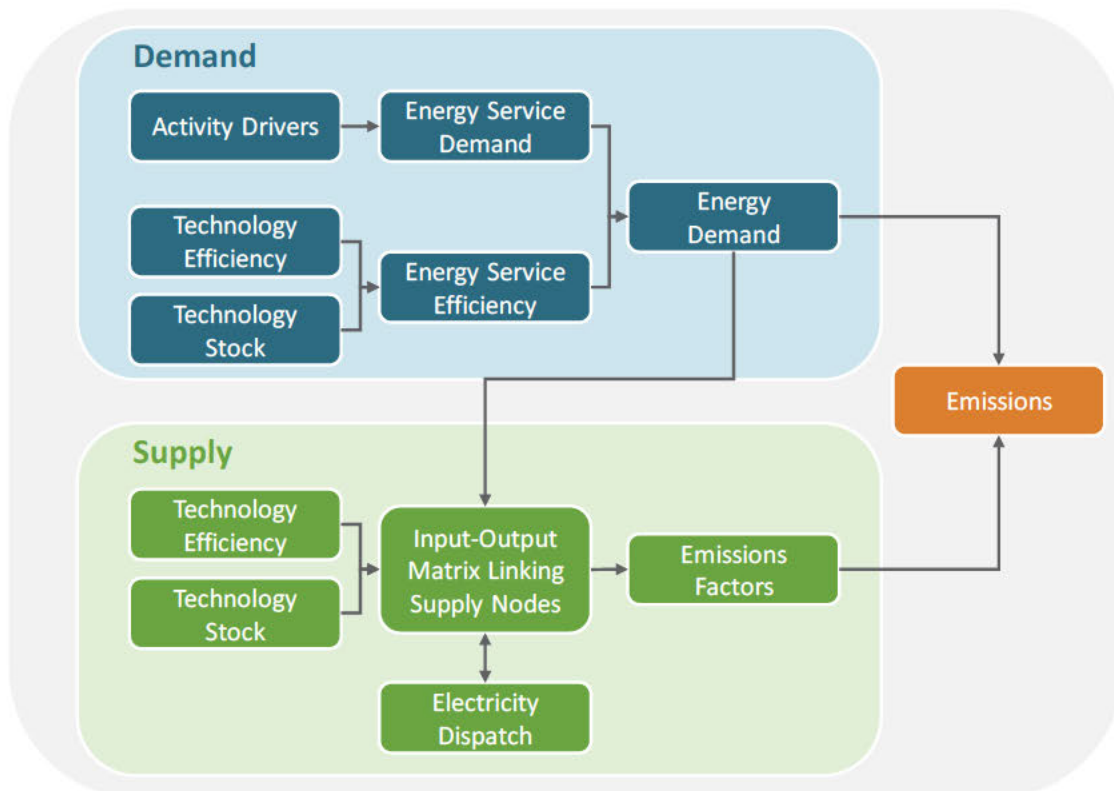 Demand
Activity Drivers
Energy Service
Demand
Technology
Efficiency
Technology
Stock
Energy Service
Efficiency
Energy
Demand
Emissions
Supply
Technology
Efficiency
Technology
Stock
Input-Output
Matrix Linking
Supply Nodes
Emissions
Factors
Electricity
Dispatch